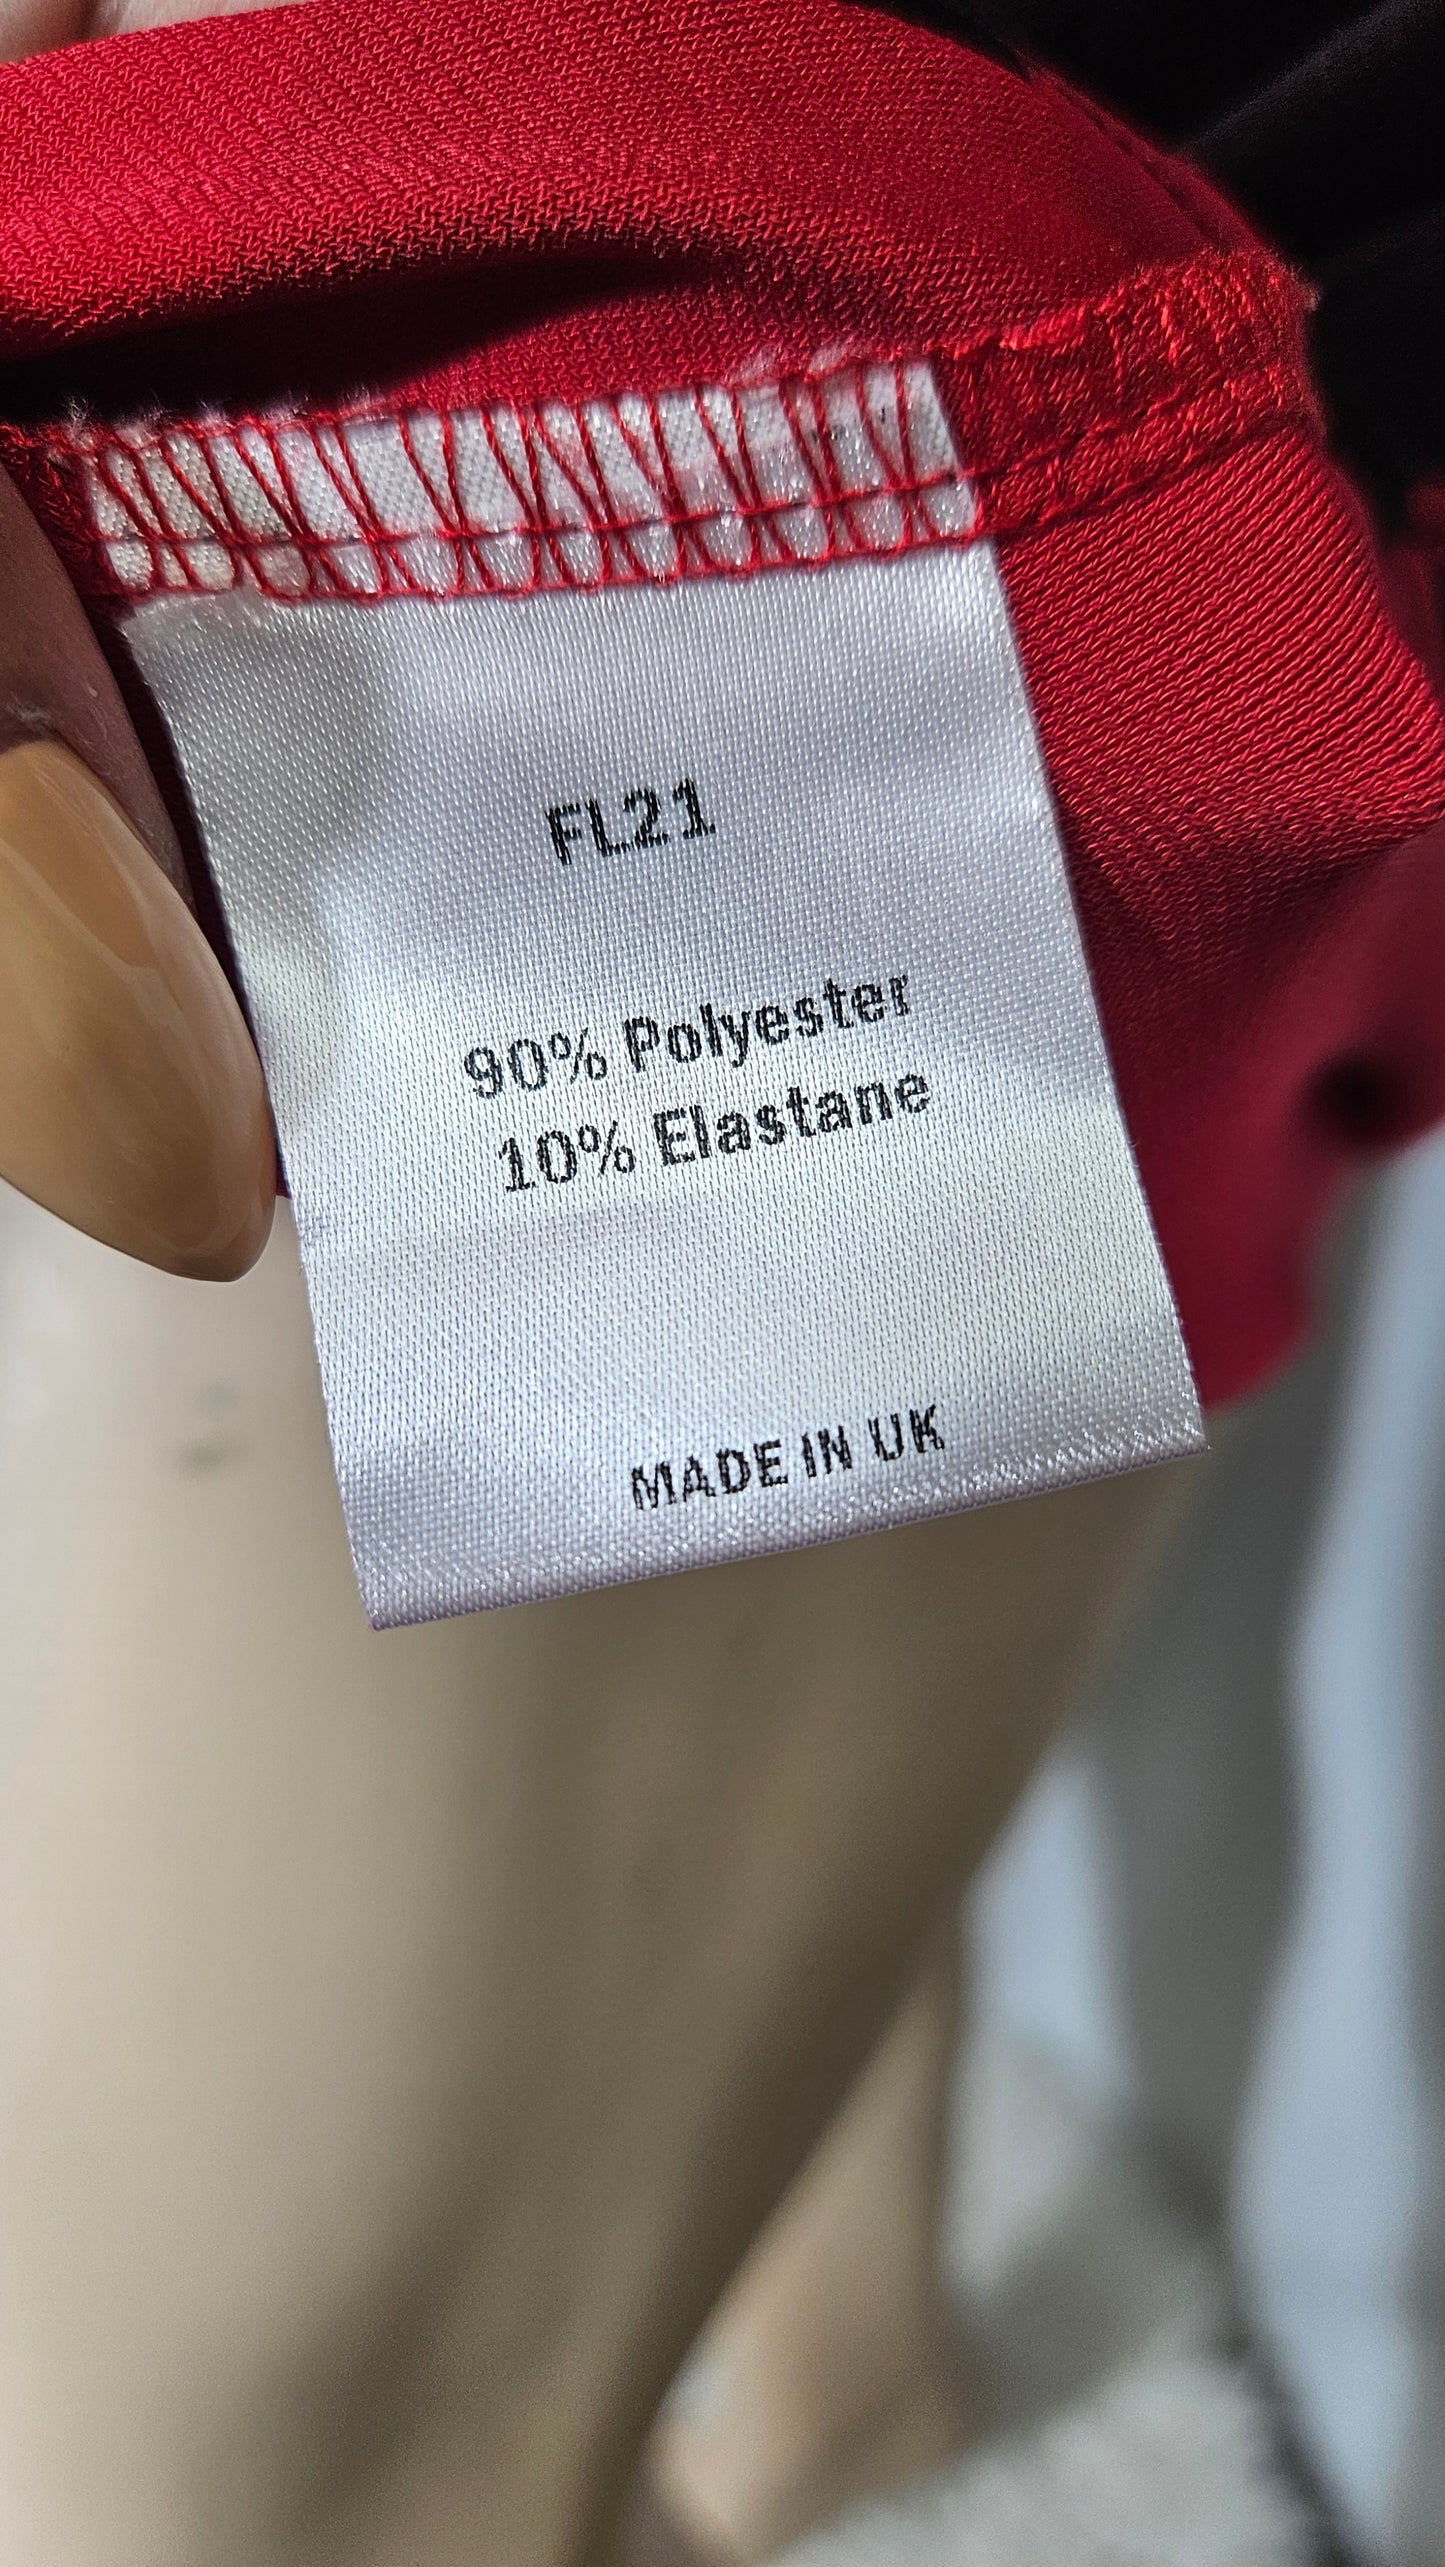 FL21
90% Polyester
10% Elastane
MADE IN UK